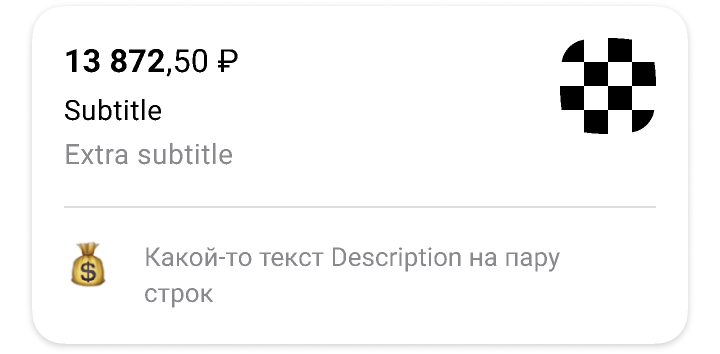 13 872,50 ₽
Subtitle
Extra subtitle
Какой-то текст Description на пару
строк